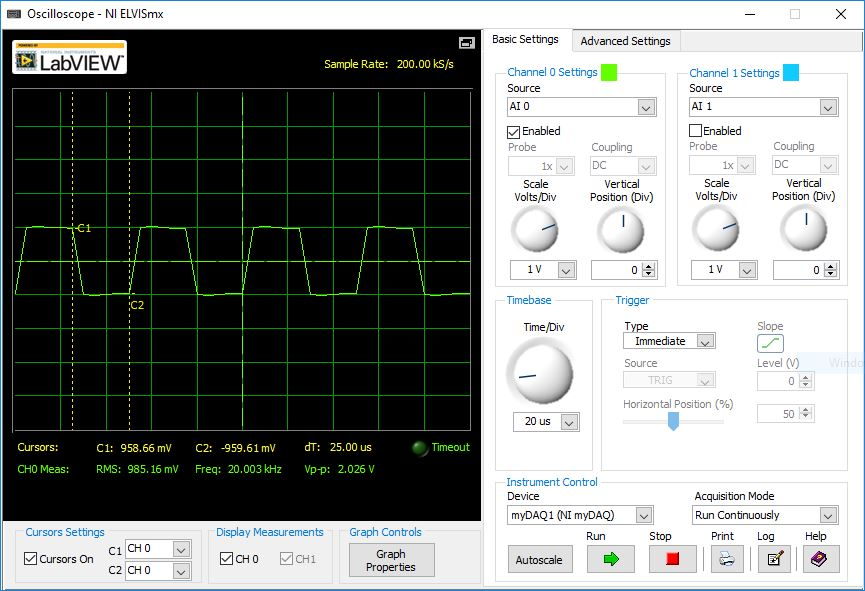 Oscilloscope - NI ELVISmx
POWERED BY
NATIONAL INSTRUMENTS
LabVIEW™
Sample Rate: 200.00 kS/s
C1
C2
Cursors: C1: 958.66 mV C2: -959.61 mV dT: 25.00 us Timeout
CH0 Meas: RMS: 985.16 mV Freq: 20.003 kHz Vp-p: 2.026 V
Cursors Settings
Cursors On
C1 CH 0
C2 CH 0
Display Measurements
CH 0 CH1
Graph Controls
Graph
Properties
Basic Settings Advanced Settings
Channel 0 Settings
Source
AI 0
Enabled
Probe Coupling
1x DC
Scale Vertical
Volts/Div Position (Div)
1 V 0
Channel 1 Settings
Source
AI 1
Enabled
Probe Coupling
1x DC
Scale Vertical
Volts/Div Position (Div)
1 V 0
Timebase
Time/Div
20 us
Trigger
Type Slope
Immediate
Source Level (V)
TRIG 0
Horizontal Position (%)
50
Windo
Instrument Control
Device Acquisition Mode
myDAQ1 (NI myDAQ) Run Continuously
Run Stop Print Log Help
Autoscale